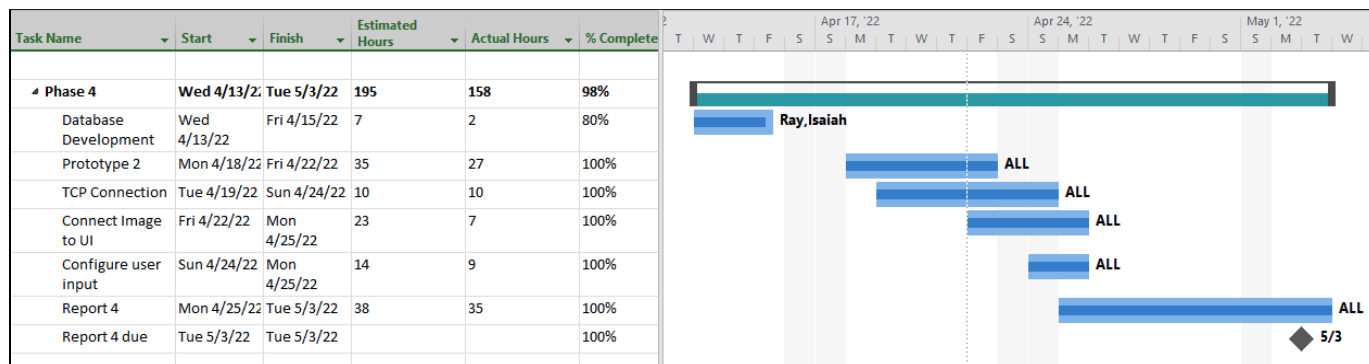 2 Apr 17, '22 Apr 24, '22 May 1, '22
Task Name Start Finish Estimated Hours Actual Hours % Complete T W T F S S M T W T F S S M T W T F S S M T W
Phase 4 Wed 4/13/22 Tue 5/3/22 195 158 98%
Database Development Wed 4/13/22 Fri 4/15/22 7 2 80% Ray,Isaiah
Prototype 2 Mon 4/18/22 Fri 4/22/22 35 27 100% ALL
TCP Connection Tue 4/19/22 Sun 4/24/22 10 10 100% ALL
Connect Image to UI Fri 4/22/22 Mon 4/25/22 23 7 100% ALL
Configure user input Sun 4/24/22 Mon 4/25/22 14 9 100% ALL
Report 4 Mon 4/25/22 Tue 5/3/22 38 35 100% ALL
Report 4 due Tue 5/3/22 Tue 5/3/22 100% 5/3